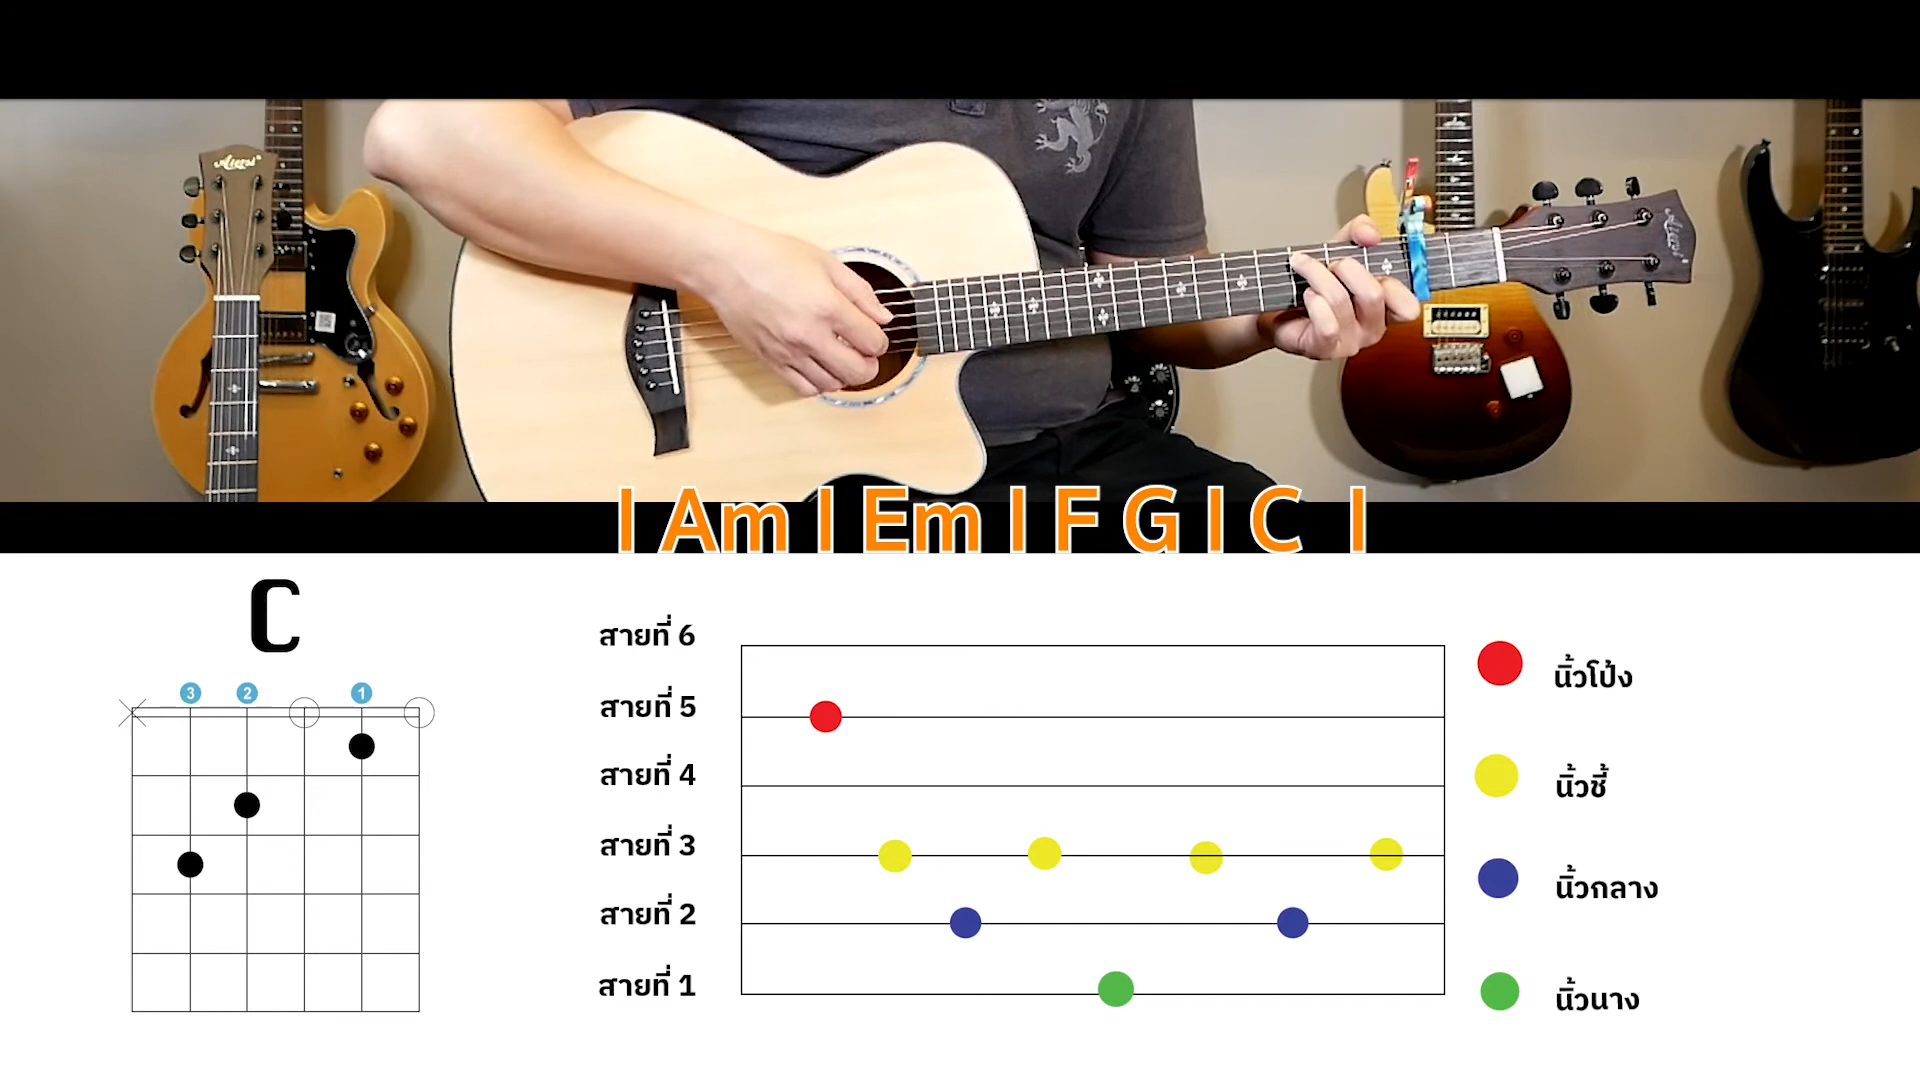 Aiersi
Aiersi
I Am I Em I F G I C I
C
3 2 1
สายที่ 6
สายที่ 5
สายที่ 4
สายที่ 3
สายที่ 2
สายที่ 1
นิ้วโป้ง
นิ้วชี้
นิ้วกลาง
นิ้วนาง